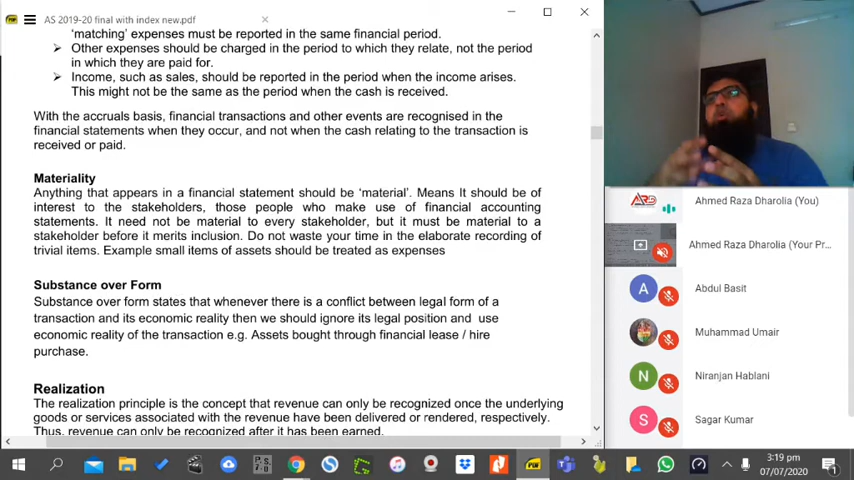 AS 2019-20 final with index new.pdf
'matching' expenses must be reported in the same financial period.
Other expenses should be charged in the period to which they relate, not the period
in which they are paid for.
Income, such as sales, should be reported in the period when the income arises.
This might not be the same as the period when the cash is received.
With the accruals basis, financial transactions and other events are recognised in the
financial statements when they occur, and not when the cash relating to the transaction is
received or paid.
Materiality
Anything that appears in a financial statement should be 'material'. Means It should be of
interest to the stakeholders, those people who make use of financial accounting
statements. It need not be material to every stakeholder, but it must be material to a
stakeholder before it merits inclusion. Do not waste your time in the elaborate recording of
trivial items. Example small items of assets should be treated as expenses
Substance over Form
Substance over form states that whenever there is a conflict between legal form of a
transaction and its economic reality then we should ignore its legal position and use
economic reality of the transaction e.g. Assets bought through financial lease / hire
purchase.
Realization
The realization principle is the concept that revenue can only be recognized once the underlying
goods or services associated with the revenue have been delivered or rendered, respectively.
Thus, revenue can only be recognized after it has been earned.
ARD
Ahmed Raza Dharolia (You)
Ahmed Raza Dharolia (Your Pr...
A
Abdul Basit
Muhammad Umair
N
Niranjan Hablani
S
Sagar Kumar
3:19 pm
07/07/2020